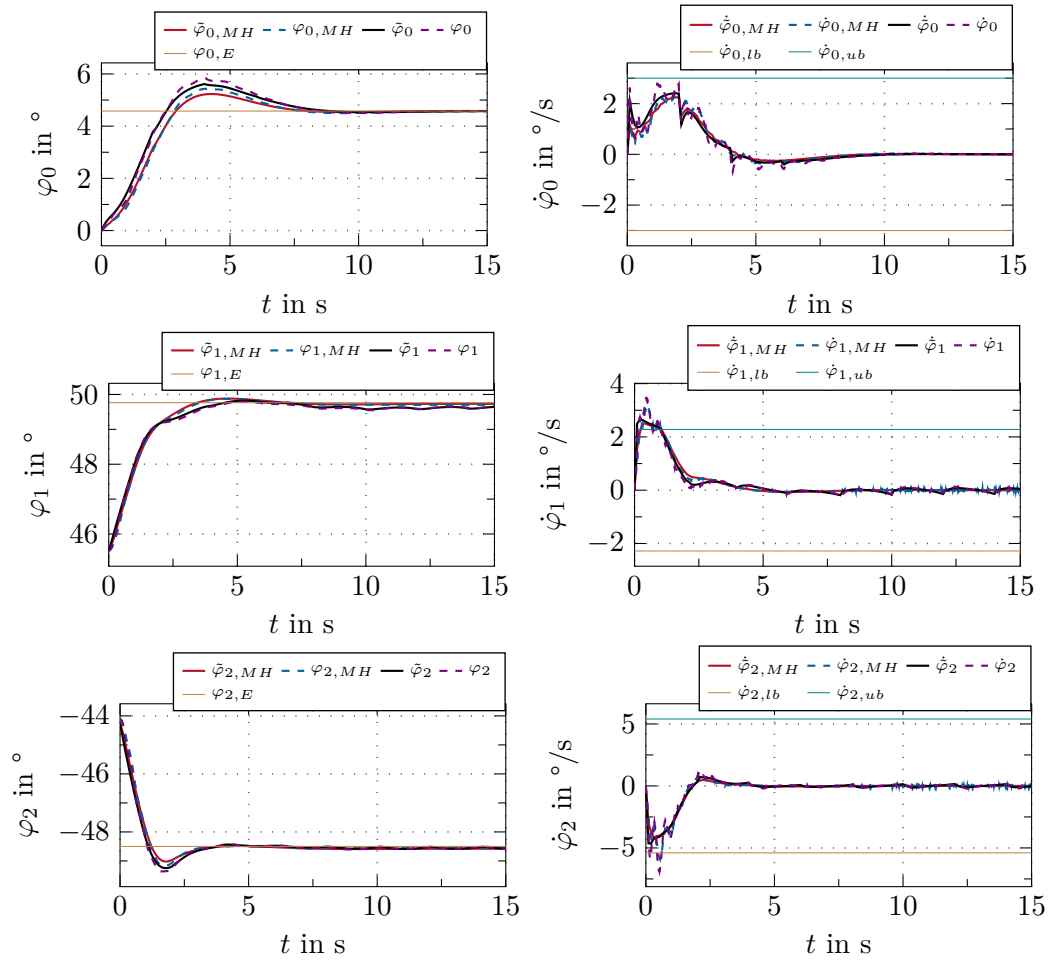 φ̃₀,MH φ₀,MH φ̃₀ φ₀
φ₀,E
6
4
2
0
φ₀ in °
0 5 10 15
t in s
φ̃̇₀,MH φ̇₀,MH φ̃̇₀ φ̇₀
φ̇₀,lb φ̇₀,ub
2
0
−2
φ̇₀ in °/s
0 5 10 15
t in s
φ̃₁,MH φ₁,MH φ̃₁ φ₁
φ₁,E
50
48
46
φ₁ in °
0 5 10 15
t in s
φ̃̇₁,MH φ̇₁,MH φ̃̇₁ φ̇₁
φ̇₁,lb φ̇₁,ub
4
2
0
−2
φ̇₁ in °/s
0 5 10 15
t in s
φ̃₂,MH φ₂,MH φ̃₂ φ₂
φ₂,E
−44
−46
−48
φ₂ in °
0 5 10 15
t in s
φ̃̇₂,MH φ̇₂,MH φ̃̇₂ φ̇₂
φ̇₂,lb φ̇₂,ub
5
0
−5
φ̇₂ in °/s
0 5 10 15
t in s